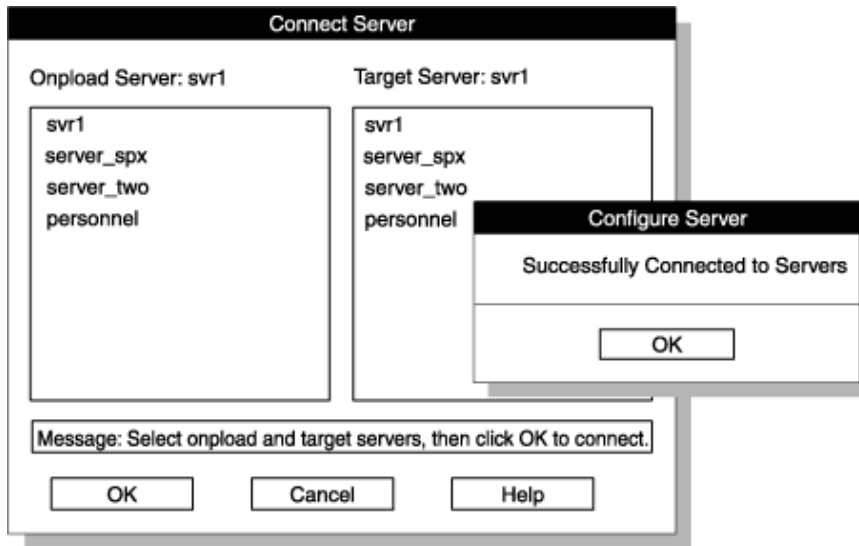 Connect Server
Onpload Server: svr1
svr1
server_spx
server_two
personnel
Target Server: svr1
svr1
server_spx
server_two
personnel
Configure Server
Successfully Connected to Servers
OK
Message: Select onpload and target servers, then click OK to connect.
OK
Cancel
Help